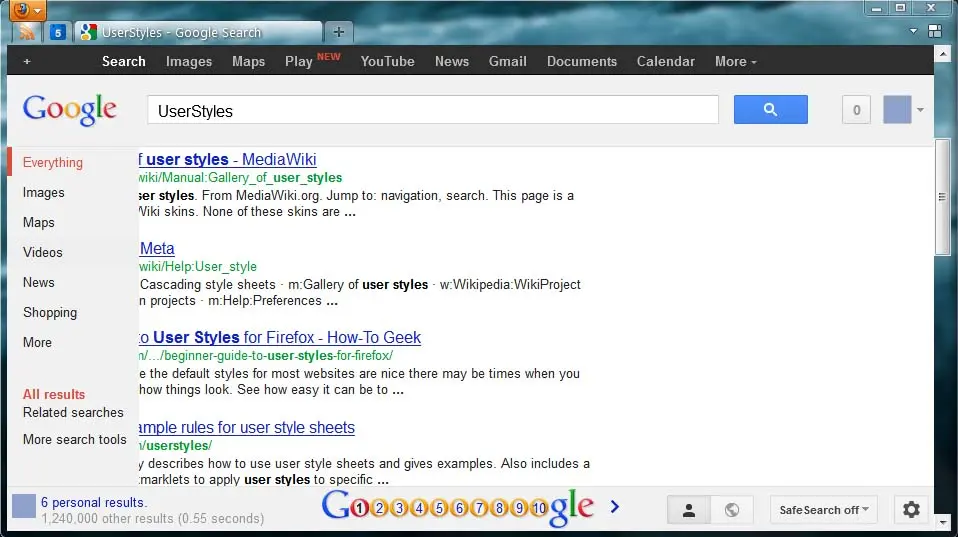 5
UserStyles - Google Search
+
+ Search Images Maps Play NEW YouTube News Gmail Documents Calendar More
Google
UserStyles
0
Everything
Images
Maps
Videos
News
Shopping
More
All results
Related searches
More search tools
f user styles - MediaWiki
wiki/Manual:Gallery_of_user_styles
ser styles. From MediaWiki.org. Jump to: navigation, search. This page is a
Wiki skins. None of these skins are ...
Meta
wiki/Help:User_style
Cascading style sheets · m:Gallery of user styles · w:Wikipedia:WikiProject
n projects · m:Help:Preferences ...
to User Styles for Firefox - How-To Geek
m/.../beginner-guide-to-user-styles-for-firefox/
e the default styles for most websites are nice there may be times when you
how things look. See how easy it can be to ...
ample rules for user style sheets
n/userstyles/
y describes how to use user style sheets and gives examples. Also includes a
tmarklets to apply user styles to specific ...
6 personal results.
1,240,000 other results (0.55 seconds)
Go 1 2 3 4 5 6 7 8 9 10 gle
SafeSearch off